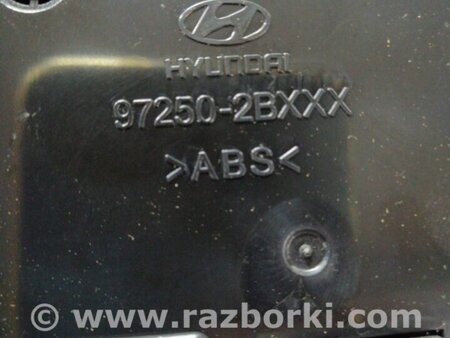 HYUNDAI
97250-2BXXX
>ABS<
© www.razborki.com